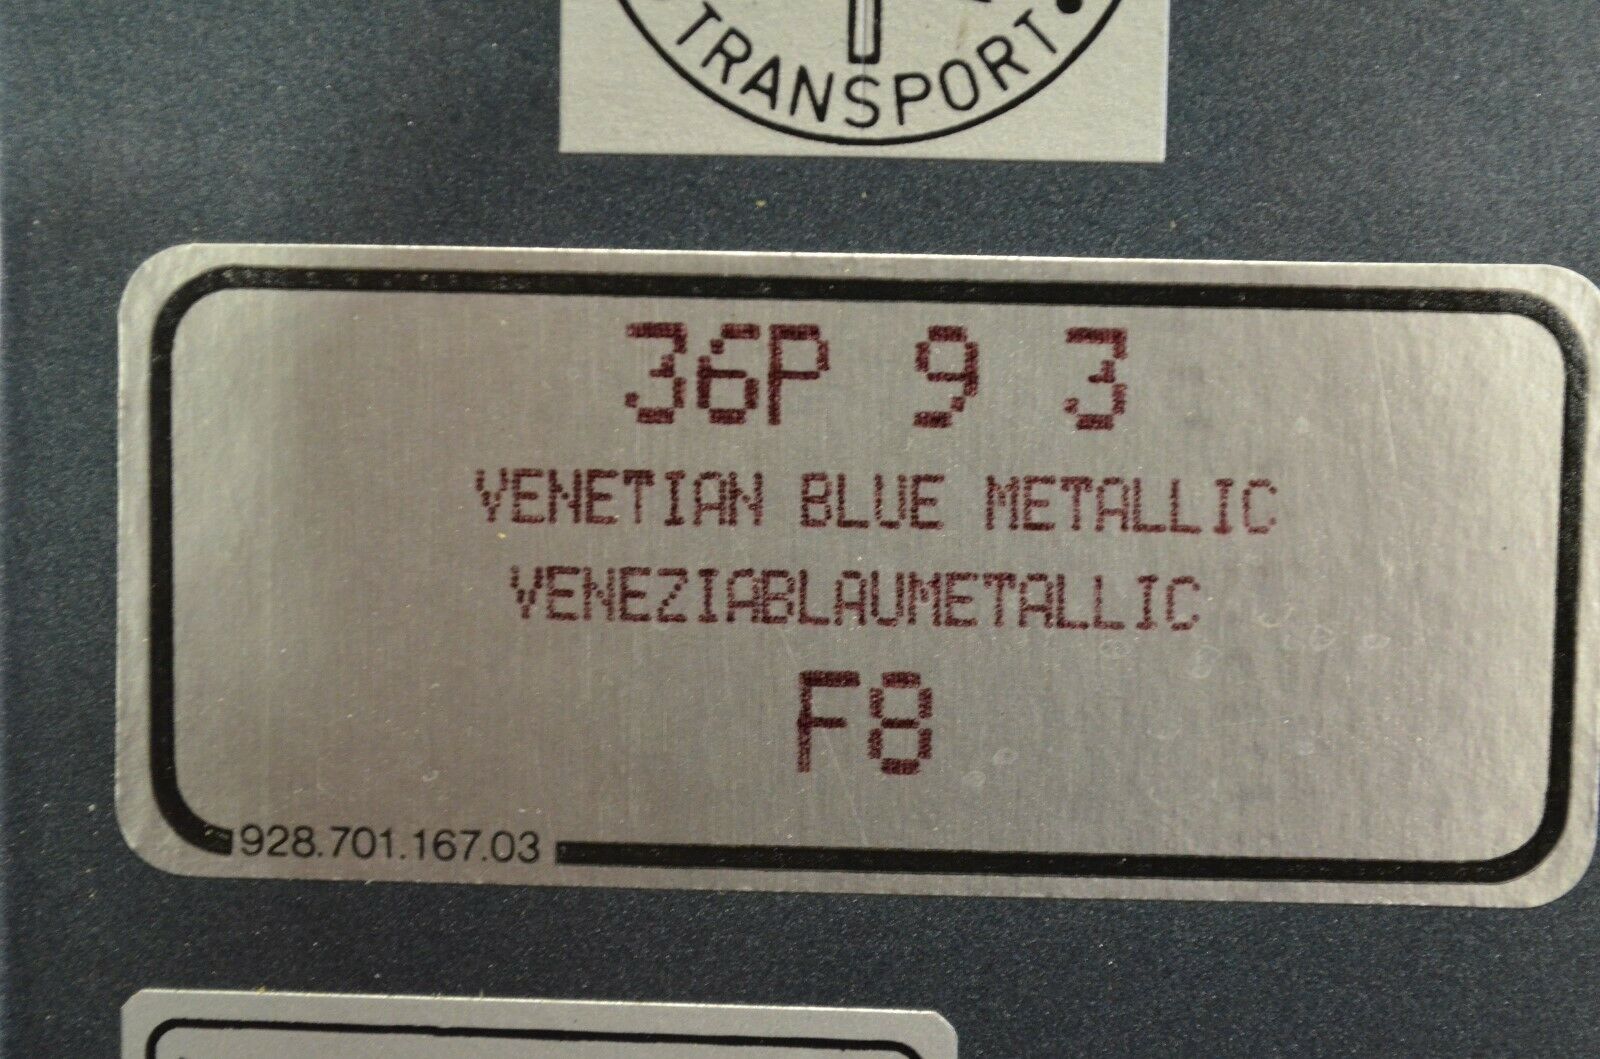 TRANSPORT
36P 9 3
VENETIAN BLUE METALLIC
VENEZIABLAUMETALLIC
F8
928.701.167.03